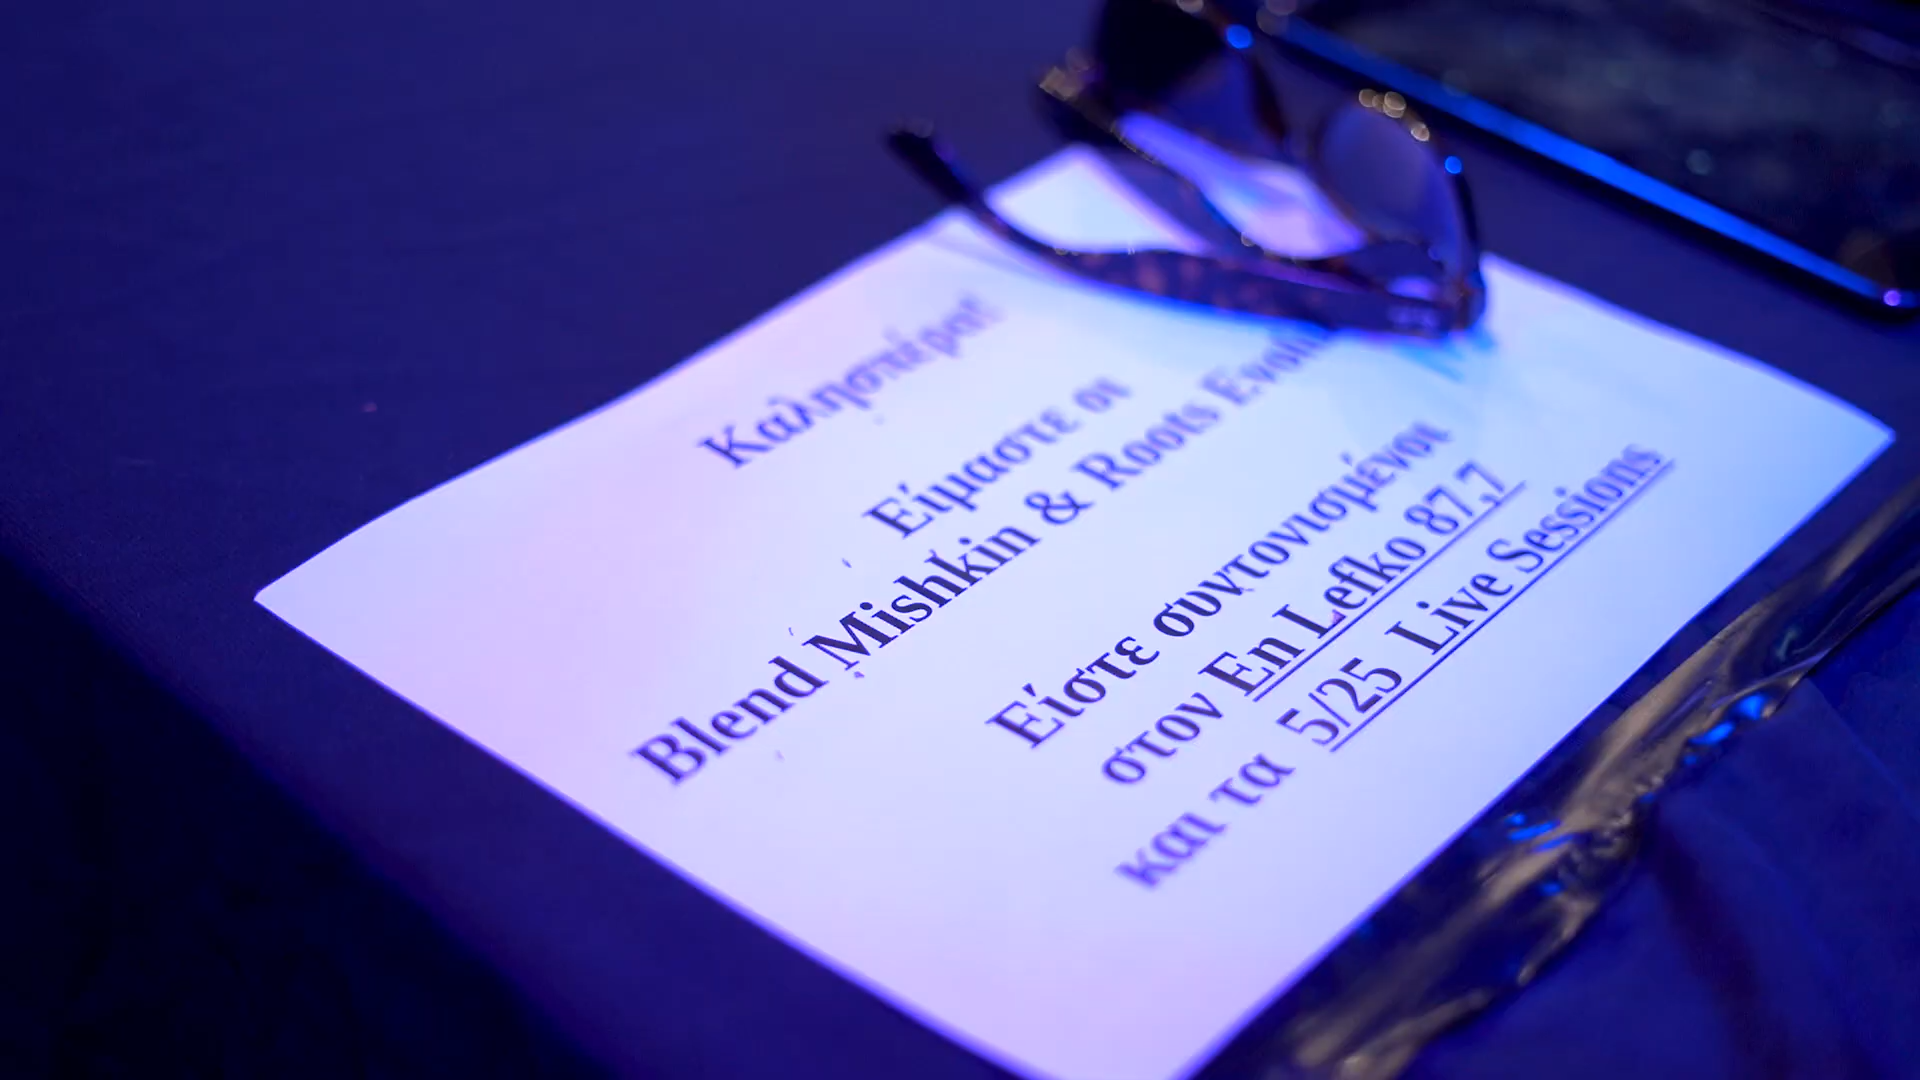 Καλησπέρα!
Είμαστε οι
Blend Mishkin & Roots
Είστε συντονισμένοι
στον En Lefko 87,7
και τα 5/25 Live Sessions